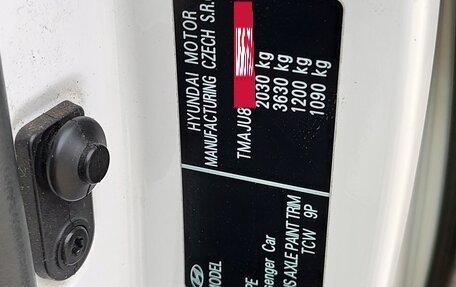 HYUNDAI MOTOR
MANUFACTURING CZECH S.R.
TMAJU8
2030 kg
3630 kg
1200 kg
1090 kg
MODEL
PE
senger Car
NS AXLE PAINT TRIM
TCW 9P